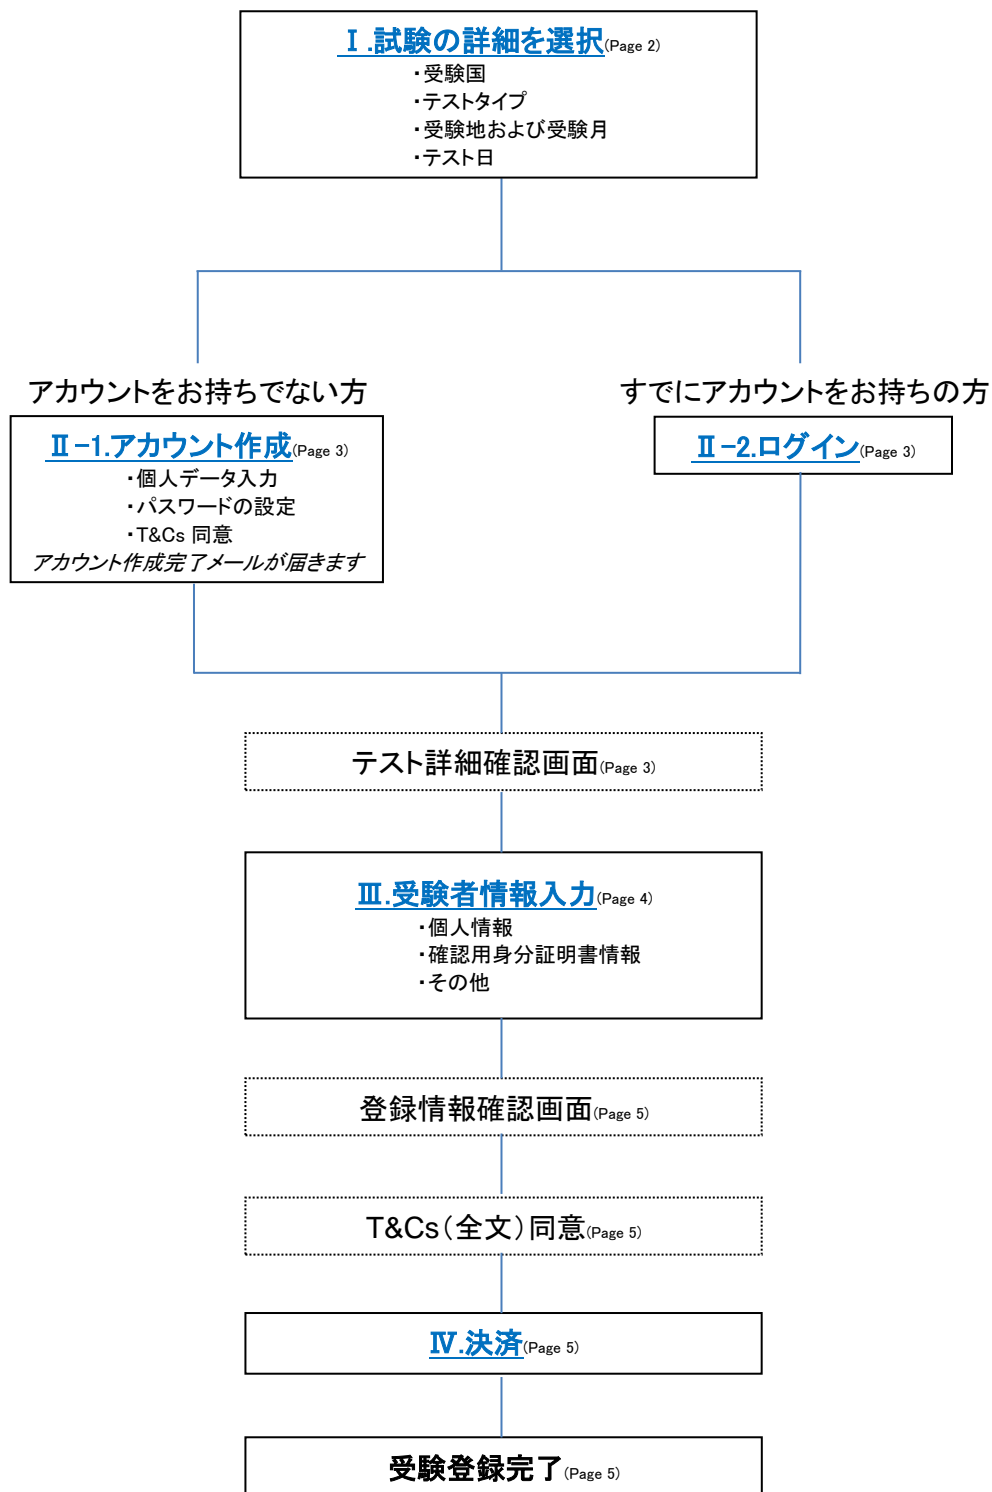 Ⅰ.試験の詳細を選択(Page 2)
・受験国
・テストタイプ
・受験地および受験月
・テスト日
アカウントをお持ちでない方
Ⅱ-1.アカウント作成(Page 3)
・個人データ入力
・パスワードの設定
・T&Cs 同意
アカウント作成完了メールが届きます
すでにアカウントをお持ちの方
Ⅱ-2.ログイン(Page 3)
テスト詳細確認画面(Page 3)
Ⅲ.受験者情報入力(Page 4)
・個人情報
・確認用身分証明書情報
・その他
登録情報確認画面(Page 5)
T&Cs(全文)同意(Page 5)
Ⅳ.決済(Page 5)
受験登録完了(Page 5)